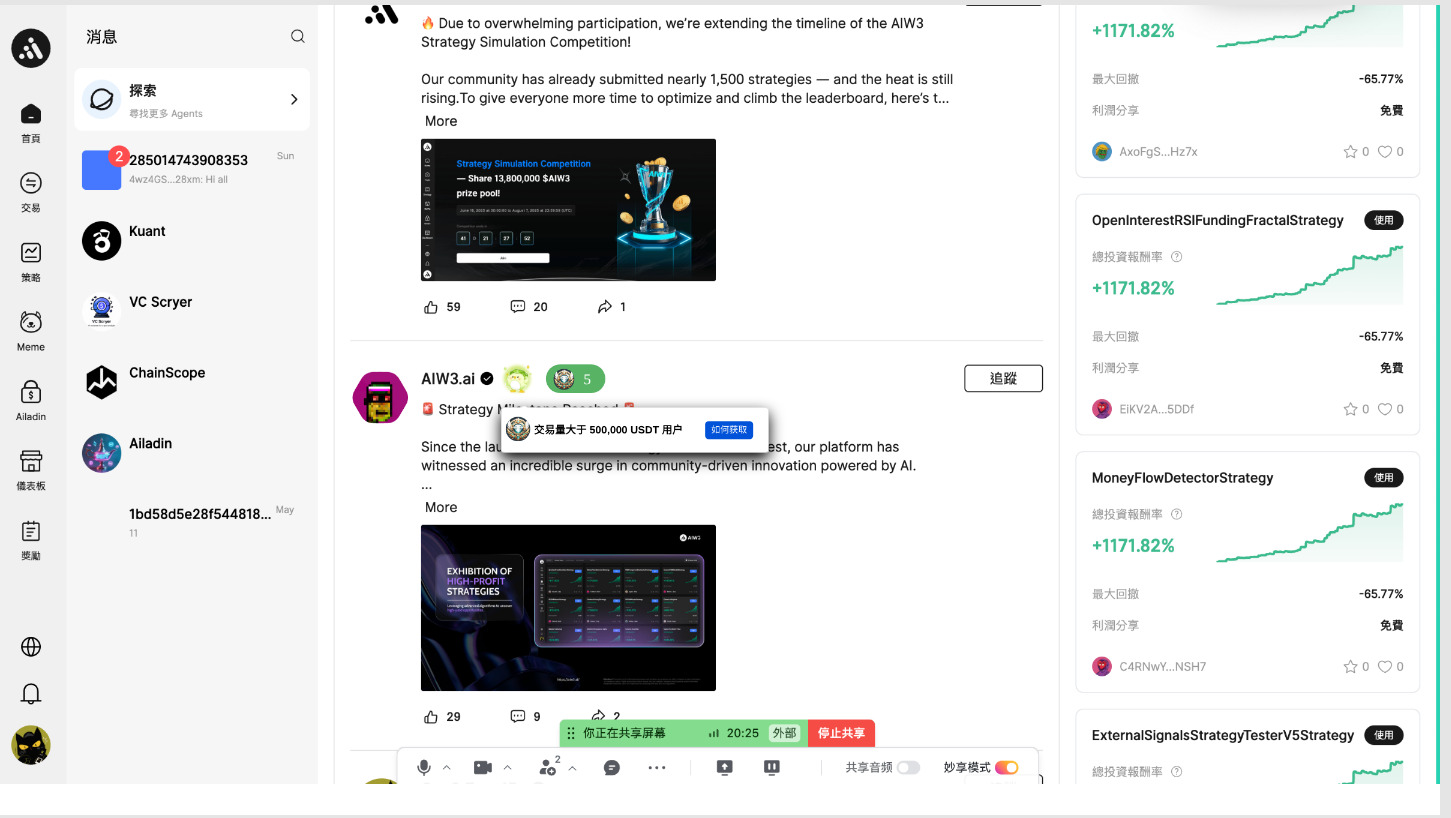 消息
探索
尋找更多 Agents
2
285014743908353
Sun
4wz4GS...28xm: Hi all
Kuant
VC Scryer
ChainScope
Ailadin
1bd58d5e28f544818...
May
11
首頁
交易
策略
Meme
Ailadin
儀表板
獎勵
🔥 Due to overwhelming participation, we're extending the timeline of the AIW3
Strategy Simulation Competition!
Our community has already submitted nearly 1,500 strategies — and the heat is still
rising.To give everyone more time to optimize and climb the leaderboard, here's t...
More
Strategy Simulation Competition
— Share 13,800,000 $AIW3
prize pool!
41
21
27
52
59
20
1
AIW3.ai
5
追蹤
🚨 Strategy
交易量大于 500,000 USDT 用户
如何获取
Since the
est, our platform has
witnessed an incredible surge in community-driven innovation powered by AI.
...
More
AIW3
EXHIBITION OF
HIGH-PROFIT
STRATEGIES
29
9
2
你正在共享屏幕
20:25
外部
停止共享
2
共享音频
妙享模式
+1171.82%
最大回撤
-65.77%
利潤分享
免費
AxoFgS...Hz7x
0
0
OpenInterestRSIFundingFractalStrategy
使用
總投資報酬率
+1171.82%
最大回撤
-65.77%
利潤分享
免費
EiKV2A...5DDf
0
0
MoneyFlowDetectorStrategy
使用
總投資報酬率
+1171.82%
最大回撤
-65.77%
利潤分享
免費
C4RNwY...NSH7
0
0
ExternalSignalsStrategyTesterV5Strategy
使用
總投資報酬率